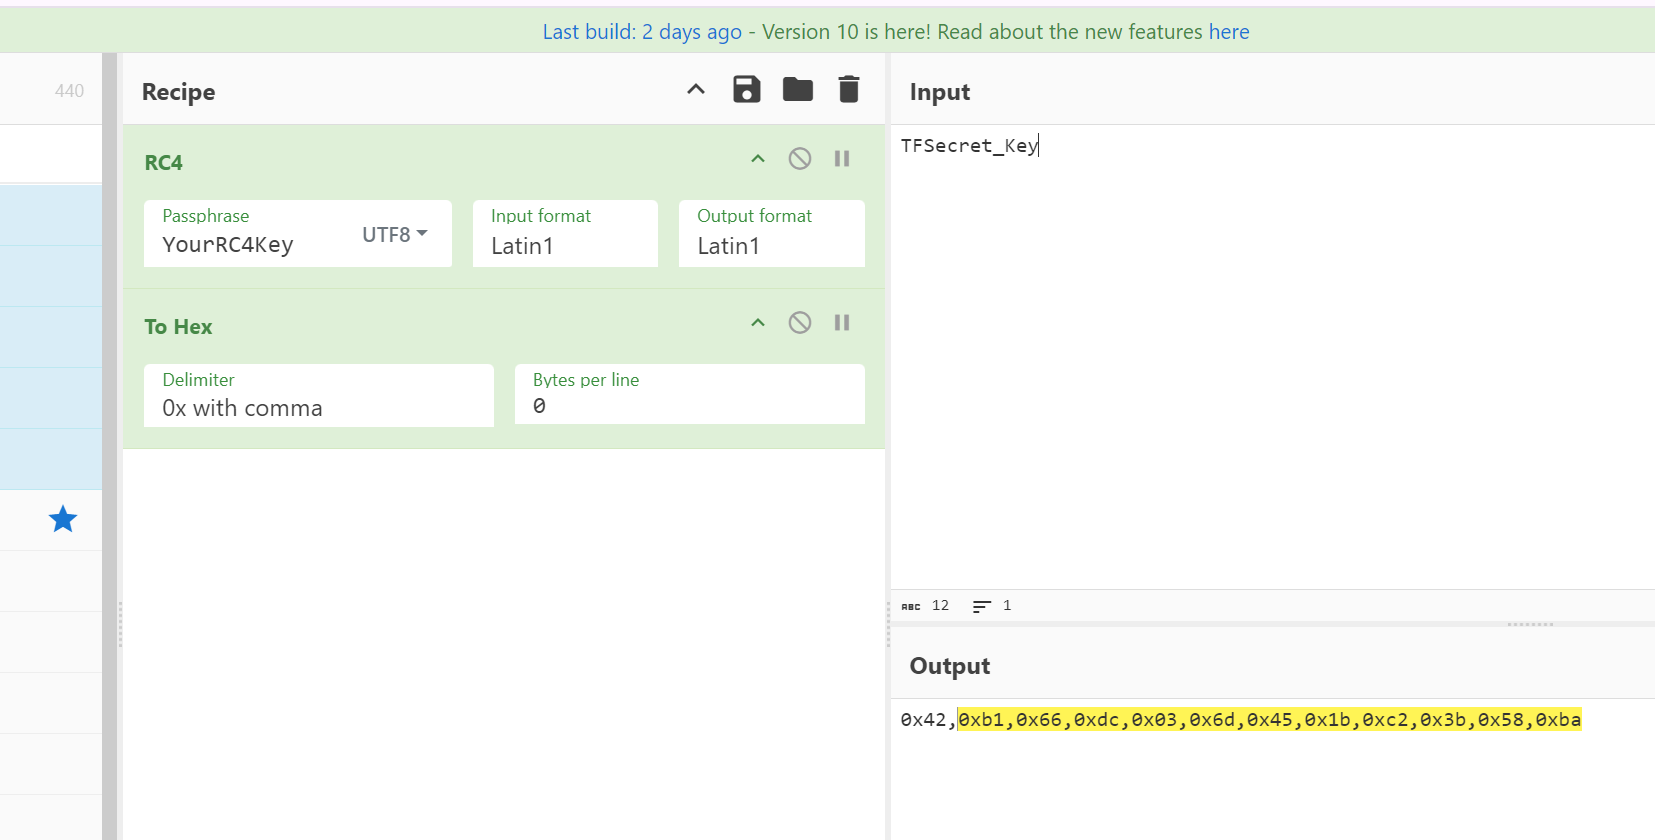 Last build: 2 days ago - Version 10 is here! Read about the new features here
440
Recipe
RC4
Passphrase
YourRC4Key
UTF8
Input format
Latin1
Output format
Latin1
To Hex
Delimiter
0x with comma
Bytes per line
0
Input
TFSecret_Key
ABC 12
1
Output
0x42,0xb1,0x66,0xdc,0x03,0x6d,0x45,0x1b,0xc2,0x3b,0x58,0xba